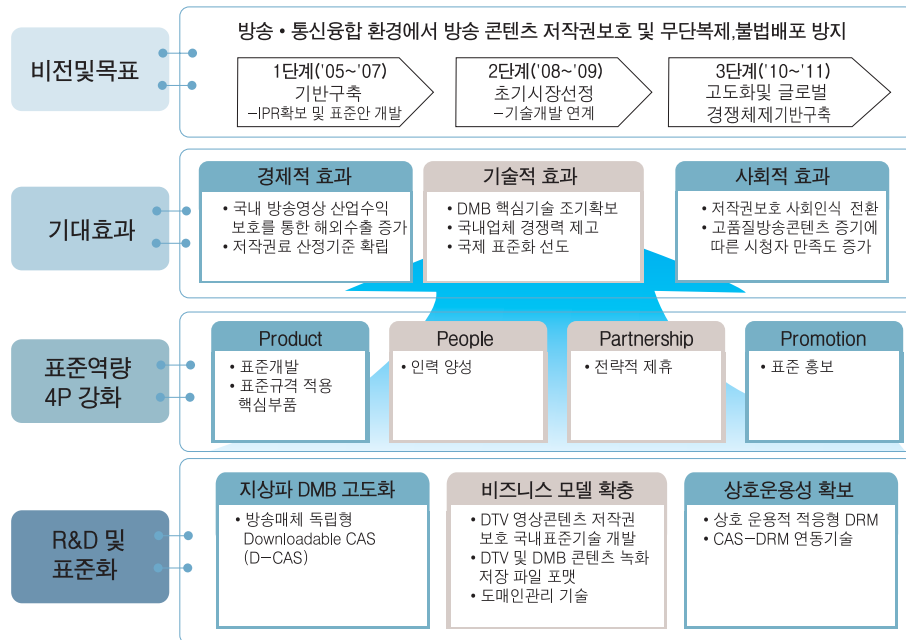 비전및목표
방송・통신융합 환경에서 방송 콘텐츠 저작권보호 및 무단복제,불법배포 방지
1단계('05~'07)
기반구축
–IPR확보 및 표준안 개발
2단계('08~'09)
초기시장선정
–기술개발 연계
3단계('10~'11)
고도화및 글로벌
경쟁체제기반구축
기대효과
경제적 효과
• 국내 방송영상 산업수익
보호를 통한 해외수출 증가
• 저작권료 산정기준 확립
기술적 효과
• DMB 핵심기술 조기확보
• 국내업체 경쟁력 제고
• 국제 표준화 선도
사회적 효과
• 저작권보호 사회인식 전환
• 고품질방송콘텐츠 증기에
따른 시청자 만족도 증가
표준역량
4P 강화
Product
• 표준개발
• 표준규격 적용
핵심부품
People
• 인력 양성
Partnership
• 전략적 제휴
Promotion
• 표준 홍보
R&D 및
표준화
지상파 DMB 고도화
• 방송매체 독립형
Downloadable CAS
(D–CAS)
비즈니스 모델 확충
• DTV 영상콘텐츠 저작권
보호 국내표준기술 개발
• DTV 및 DMB 콘텐츠 녹화
저장 파일 포맷
• 도매인관리 기술
상호운용성 확보
• 상호 운용적 적응형 DRM
• CAS–DRM 연동기술